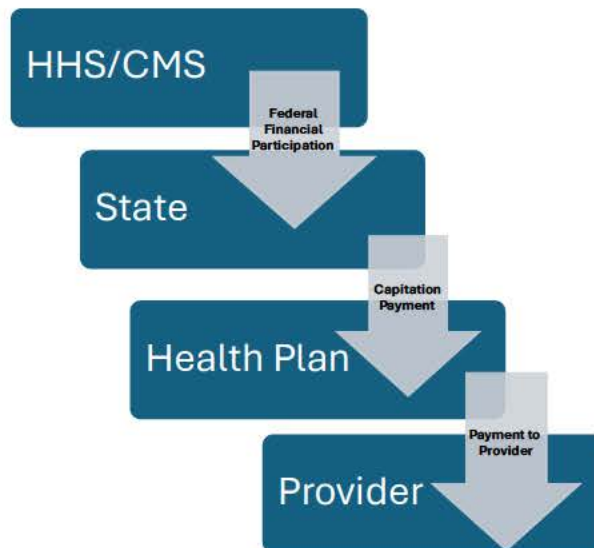 HHS/CMS
Federal
Financial
Participation
State
Capitation
Payment
Health Plan
Payment to
Provider
Provider